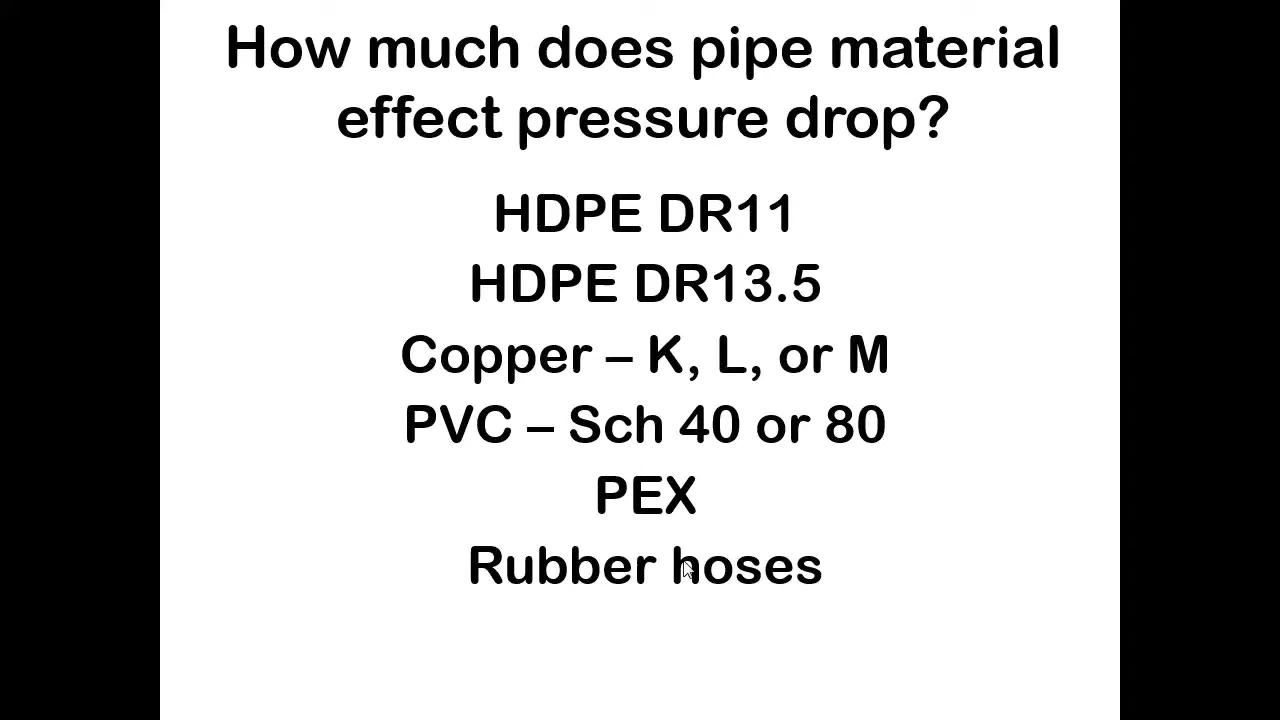 How much does pipe material
effect pressure drop?
HDPE DR11
HDPE DR13.5
Copper – K, L, or M
PVC – Sch 40 or 80
PEX
Rubber hoses